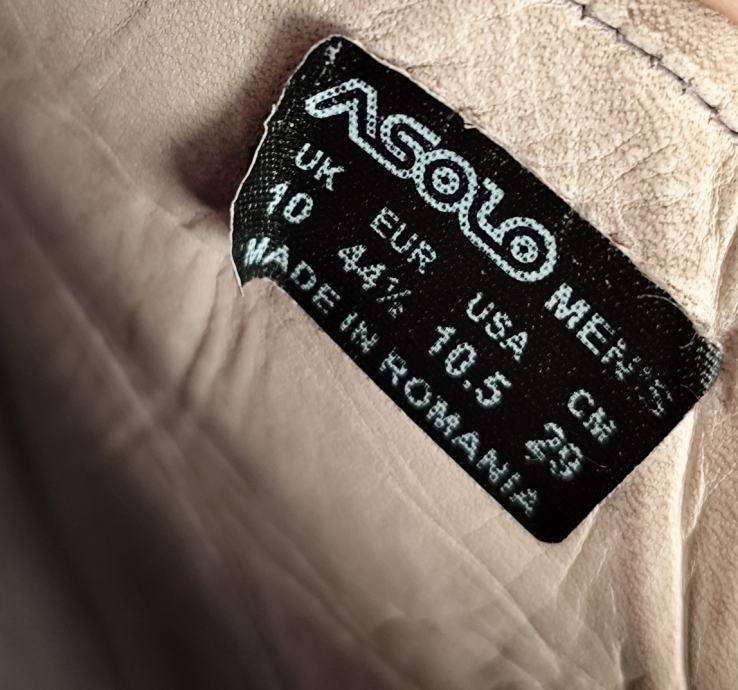 ASOLO MEN'S
UK EUR USA CM
10 44½ 10.5 29
MADE IN ROMANIA